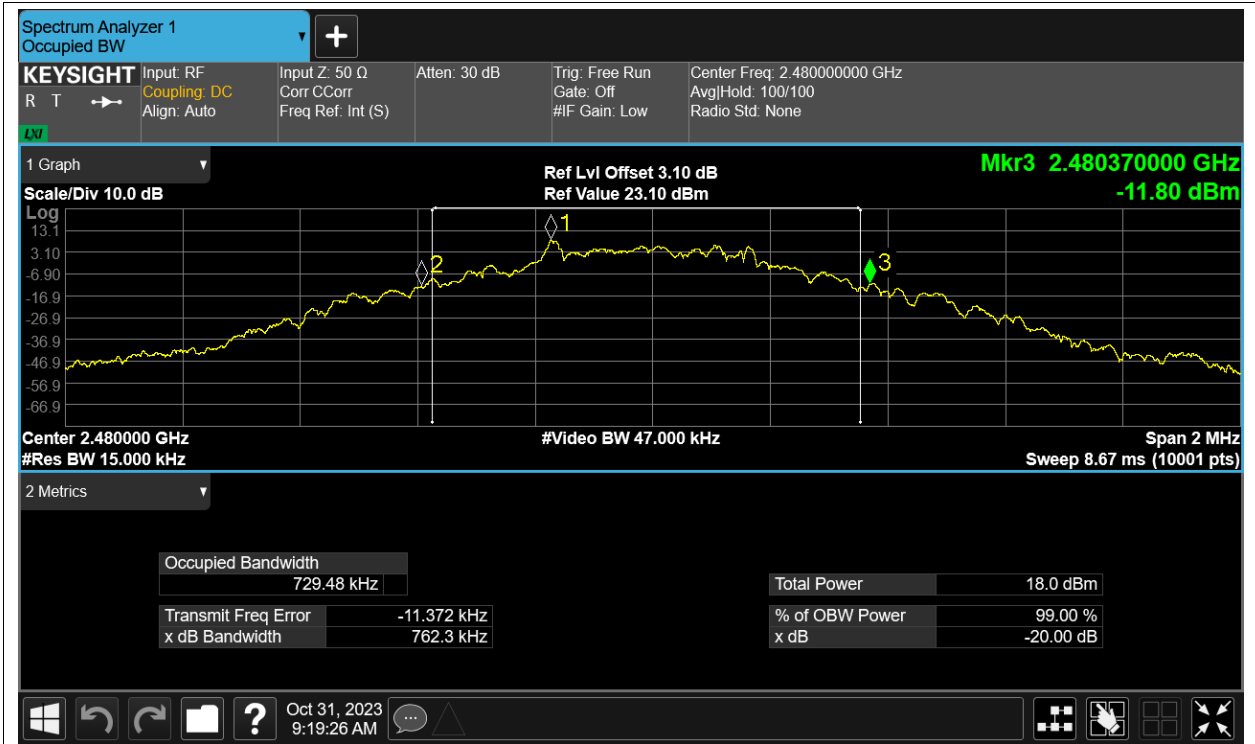 Spectrum Analyzer 1
Occupied BW
KEYSIGHT
R T
LXI
Input: RF
Coupling: DC
Align: Auto
Input Z: 50 Ω
Corr CCorr
Freq Ref: Int (S)
Atten: 30 dB
Trig: Free Run
Gate: Off
#IF Gain: Low
Center Freq: 2.480000000 GHz
Avg|Hold: 100/100
Radio Std: None
1 Graph
Scale/Div 10.0 dB
Ref Lvl Offset 3.10 dB
Ref Value 23.10 dBm
Mkr3 2.480370000 GHz
-11.80 dBm
Log
13.1
3.10
-6.90
-16.9
-26.9
-36.9
-46.9
-56.9
-66.9
1
2
3
Center 2.480000 GHz
#Video BW 47.000 kHz
Span 2 MHz
#Res BW 15.000 kHz
Sweep 8.67 ms (10001 pts)
2 Metrics
Occupied Bandwidth
729.48 kHz
Transmit Freq Error -11.372 kHz
x dB Bandwidth 762.3 kHz
Total Power 18.0 dBm
% of OBW Power 99.00 %
x dB -20.00 dB
?
Oct 31, 2023
9:19:26 AM